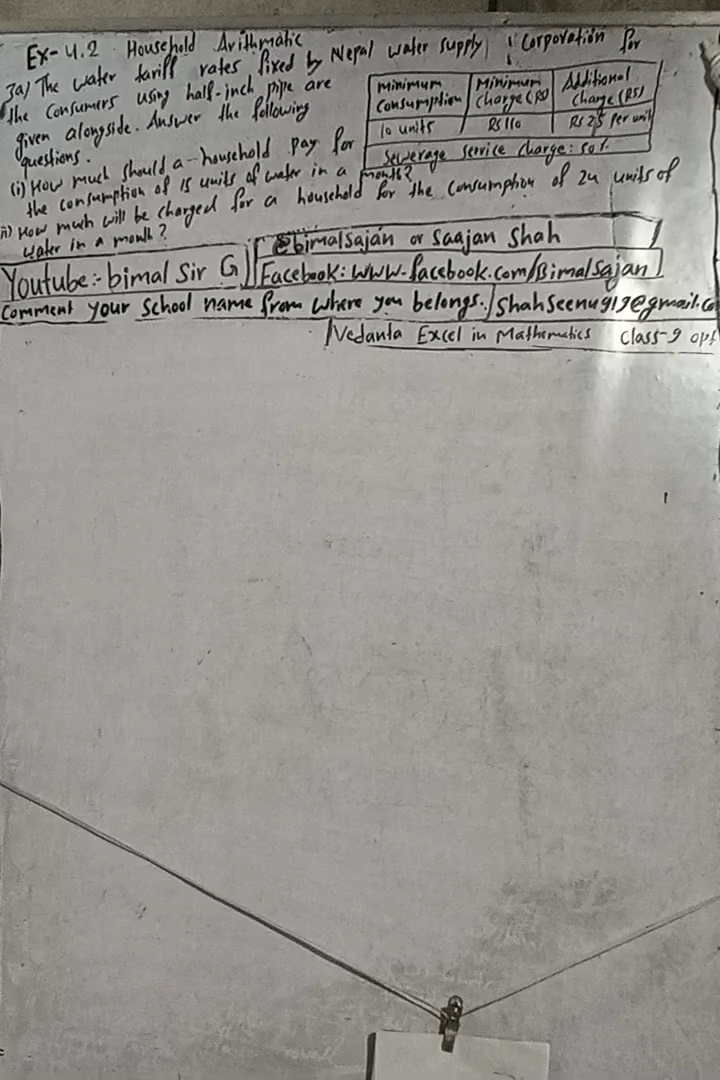 Ex- 4.2 Household Arithmatic
3a) The water tariff rates fixed by Nepal water supply corporation for
the consumers using half-inch pipe are
given alongside. Answer the following
questions.
Minimum consumption | Minimum charge (RS) | Additional charge (RS)
10 units | RS 110 | RS 25 per unit
Sewerage service charge: 50%
(i) How much should a household pay for
the consumption of 15 units of water in a month?
ii) How much will be charged for a household for the consumption of 24 units of
water in a month?
@bimalsajan or Saajan Shah
Youtube:- bimal Sir G
Facebook: www.facebook.com/Bimalsajan
Comment your School name from where you belongs.
Shahseenu919@gmail.co
Vedanta Excel in Mathematics Class-9 opt